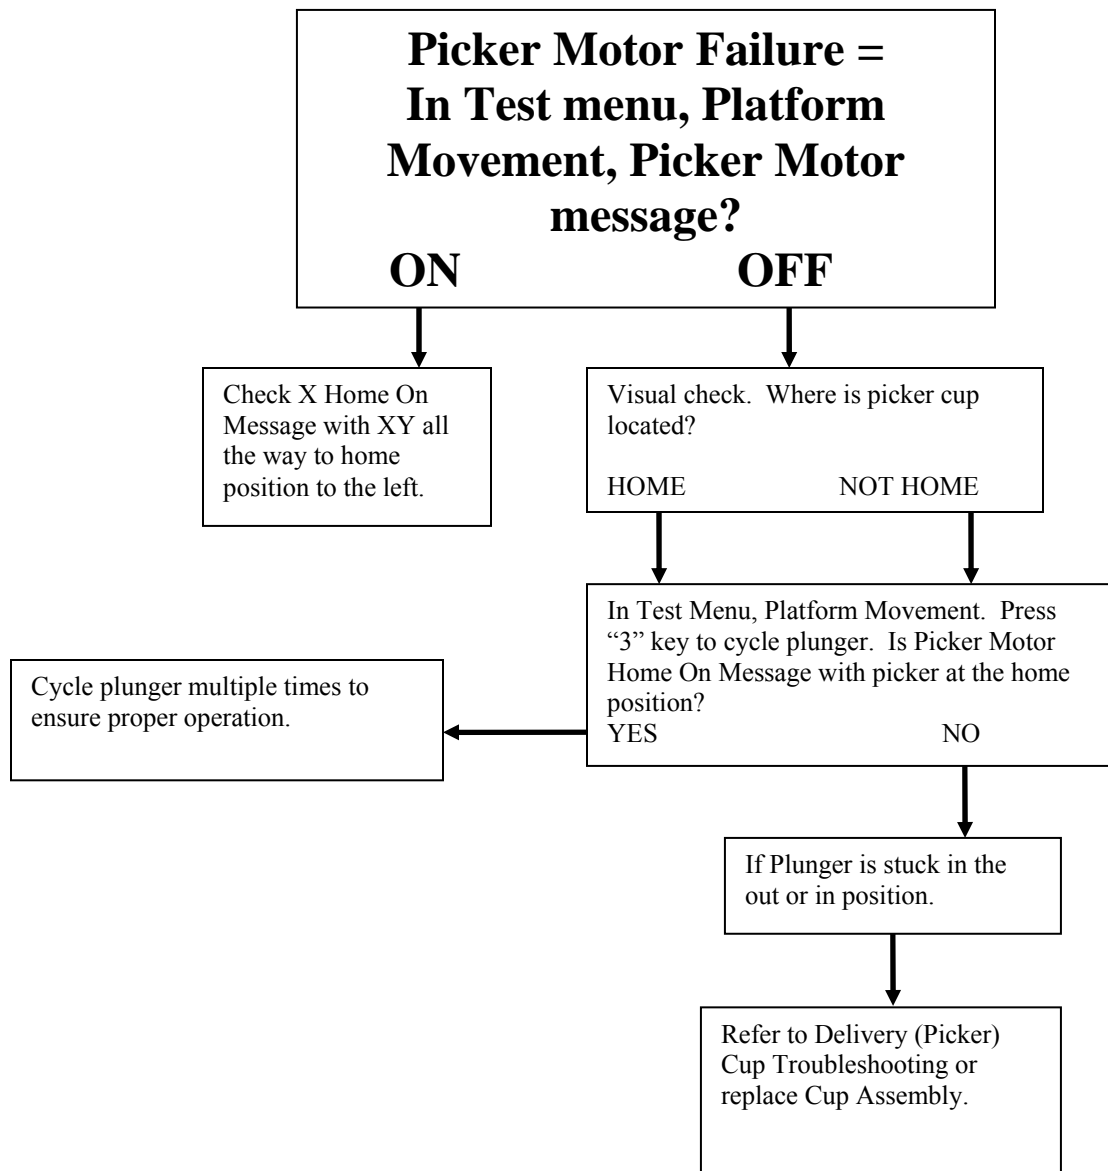 Picker Motor Failure =
In Test menu, Platform
Movement, Picker Motor
message?
ON OFF
Check X Home On
Message with XY all
the way to home
position to the left.
Visual check.  Where is picker cup
located?
HOME NOT HOME
In Test Menu, Platform Movement.  Press
“3” key to cycle plunger.  Is Picker Motor
Home On Message with picker at the home
position?
YES NO
Cycle plunger multiple times to
ensure proper operation.
If Plunger is stuck in the
out or in position.
Refer to Delivery (Picker)
Cup Troubleshooting or
replace Cup Assembly.